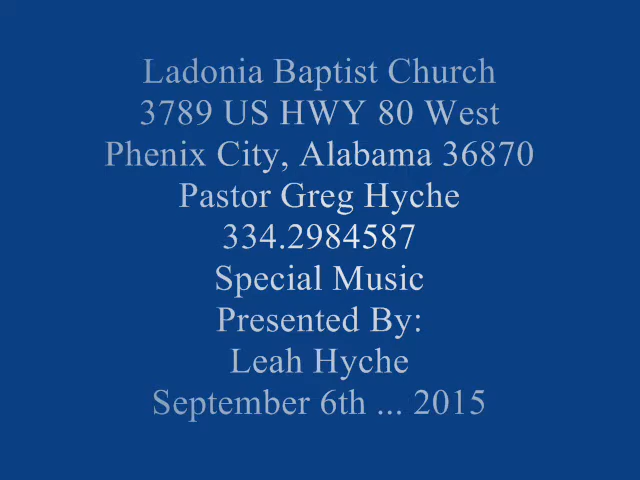 Ladonia Baptist Church
3789 US HWY 80 West
Phenix City, Alabama 36870
Pastor Greg Hyche
334.2984587
Special Music
Presented By:
Leah Hyche
September 6th ... 2015